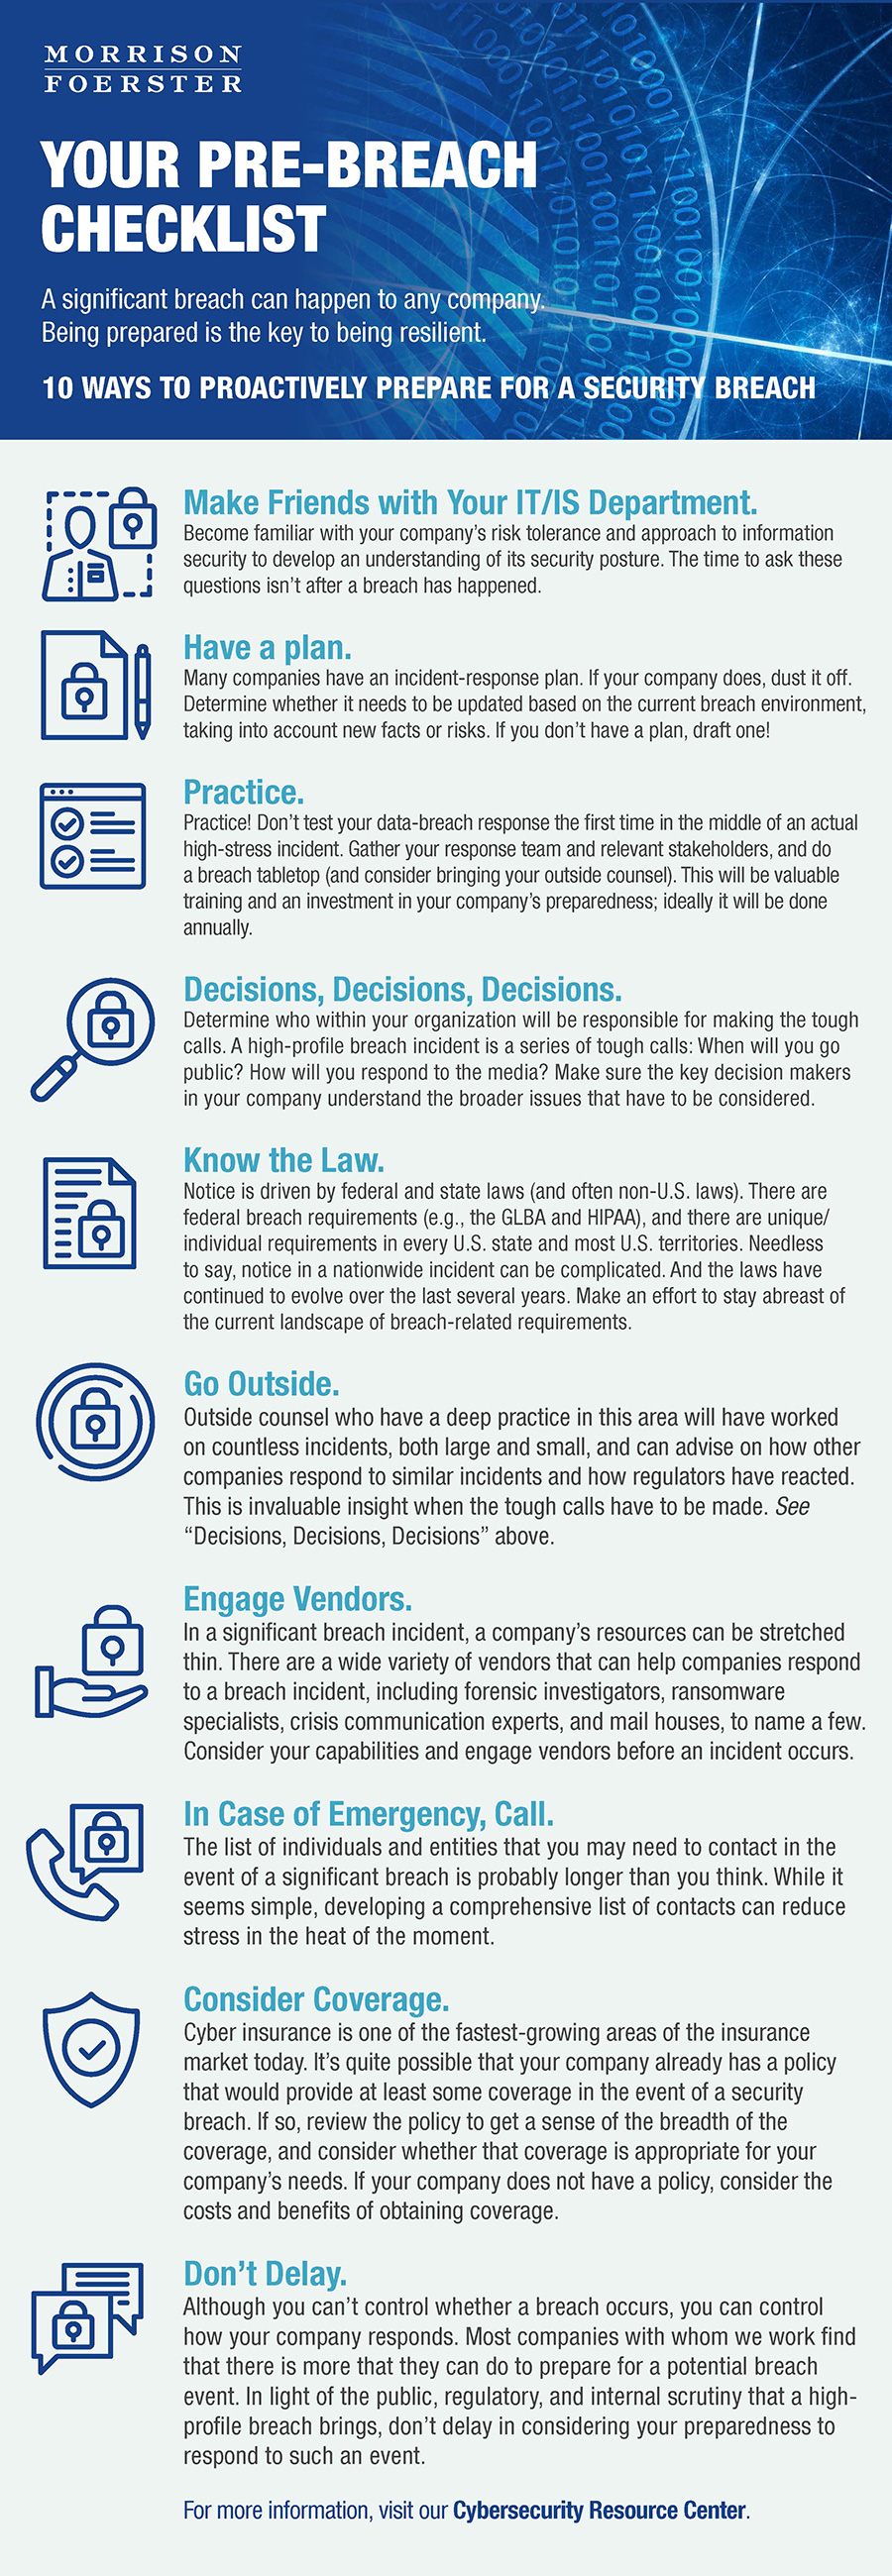 MORRISON
FOERSTER
YOUR PRE-BREACH
CHECKLIST
A significant breach can happen to any company.
Being prepared is the key to being resilient.
10 WAYS TO PROACTIVELY PREPARE FOR A SECURITY BREACH
Make Friends with Your IT/IS Department.
Become familiar with your company's risk tolerance and approach to information
security to develop an understanding of its security posture. The time to ask these
questions isn't after a breach has happened.
Have a plan.
Many companies have an incident-response plan. If your company does, dust it off.
Determine whether it needs to be updated based on the current breach environment,
taking into account new facts or risks. If you don't have a plan, draft one!
Practice.
Practice! Don't test your data-breach response the first time in the middle of an actual
high-stress incident. Gather your response team and relevant stakeholders, and do
a breach tabletop (and consider bringing your outside counsel). This will be valuable
training and an investment in your company's preparedness; ideally it will be done
annually.
Decisions, Decisions, Decisions.
Determine who within your organization will be responsible for making the tough
calls. A high-profile breach incident is a series of tough calls: When will you go
public? How will you respond to the media? Make sure the key decision makers
in your company understand the broader issues that have to be considered.
Know the Law.
Notice is driven by federal and state laws (and often non-U.S. laws). There are
federal breach requirements (e.g., the GLBA and HIPAA), and there are unique/
individual requirements in every U.S. state and most U.S. territories. Needless
to say, notice in a nationwide incident can be complicated. And the laws have
continued to evolve over the last several years. Make an effort to stay abreast of
the current landscape of breach-related requirements.
Go Outside.
Outside counsel who have a deep practice in this area will have worked
on countless incidents, both large and small, and can advise on how other
companies respond to similar incidents and how regulators have reacted.
This is invaluable insight when the tough calls have to be made. See
“Decisions, Decisions, Decisions” above.
Engage Vendors.
In a significant breach incident, a company's resources can be stretched
thin. There are a wide variety of vendors that can help companies respond
to a breach incident, including forensic investigators, ransomware
specialists, crisis communication experts, and mail houses, to name a few.
Consider your capabilities and engage vendors before an incident occurs.
In Case of Emergency, Call.
The list of individuals and entities that you may need to contact in the
event of a significant breach is probably longer than you think. While it
seems simple, developing a comprehensive list of contacts can reduce
stress in the heat of the moment.
Consider Coverage.
Cyber insurance is one of the fastest-growing areas of the insurance
market today. It's quite possible that your company already has a policy
that would provide at least some coverage in the event of a security
breach. If so, review the policy to get a sense of the breadth of the
coverage, and consider whether that coverage is appropriate for your
company's needs. If your company does not have a policy, consider the
costs and benefits of obtaining coverage.
Don't Delay.
Although you can't control whether a breach occurs, you can control
how your company responds. Most companies with whom we work find
that there is more that they can do to prepare for a potential breach
event. In light of the public, regulatory, and internal scrutiny that a high-
profile breach brings, don't delay in considering your preparedness to
respond to such an event.
For more information, visit our Cybersecurity Resource Center.